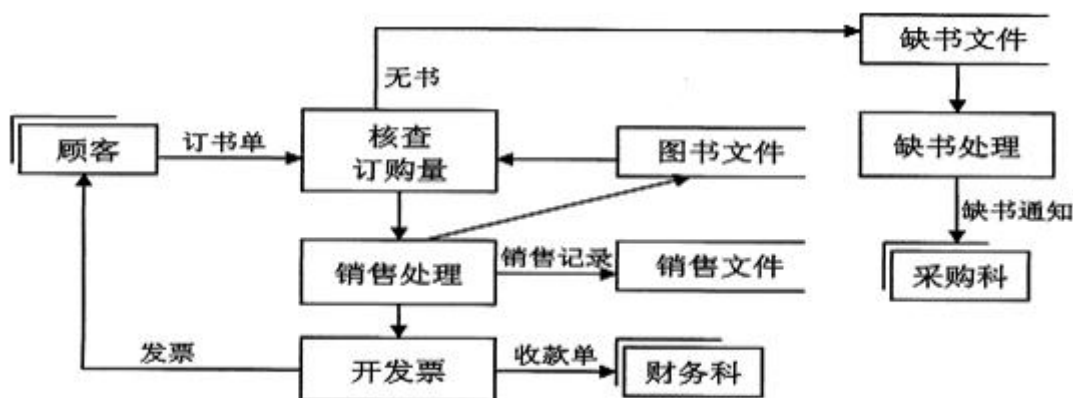 缺书文件
无书
顾客
订书单
核查
订购量
图书文件
缺书处理
缺书通知
销售处理
销售记录
销售文件
采购科
发票
开发票
收款单
财务科